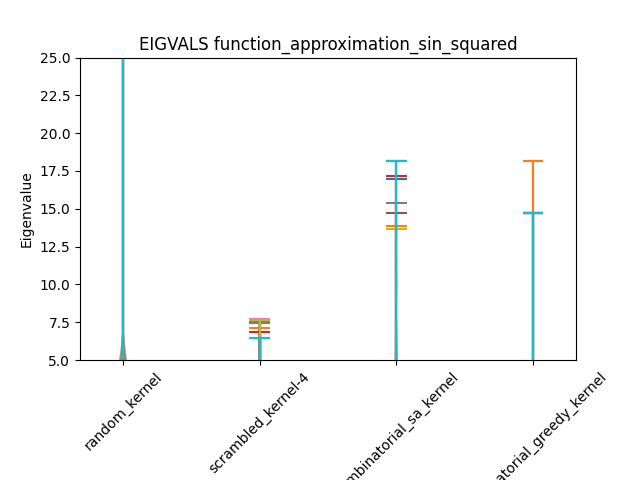 EIGVALS function_approximation_sin_squared
Eigenvalue
25.0
22.5
20.0
17.5
15.0
12.5
10.0
7.5
5.0
random_kernel
scrambled_kernel-4
mbinatorial_sa_kernel
atorial_greedy_kernel